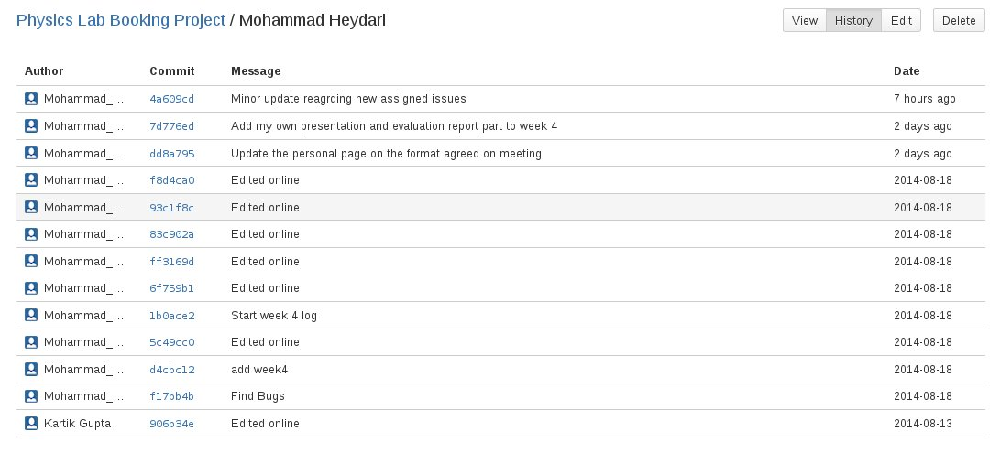 Physics Lab Booking Project / Mohammad Heydari View History Edit Delete
Author Commit Message Date
Mohammad_... 4a609cd Minor update reagrding new assigned issues 7 hours ago
Mohammad_... 7d776ed Add my own presentation and evaluation report part to week 4 2 days ago
Mohammad_... dd8a795 Update the personal page on the format agreed on meeting 2 days ago
Mohammad_... f8d4ca0 Edited online 2014-08-18
Mohammad_... 93c1f8c Edited online 2014-08-18
Mohammad_... 83c902a Edited online 2014-08-18
Mohammad_... ff3169d Edited online 2014-08-18
Mohammad_... 6f759b1 Edited online 2014-08-18
Mohammad_... 1b0ace2 Start week 4 log 2014-08-18
Mohammad_... 5c49cc0 Edited online 2014-08-18
Mohammad_... d4cbc12 add week4 2014-08-18
Mohammad_... f17bb4b Find Bugs 2014-08-18
Kartik Gupta 906b34e Edited online 2014-08-13